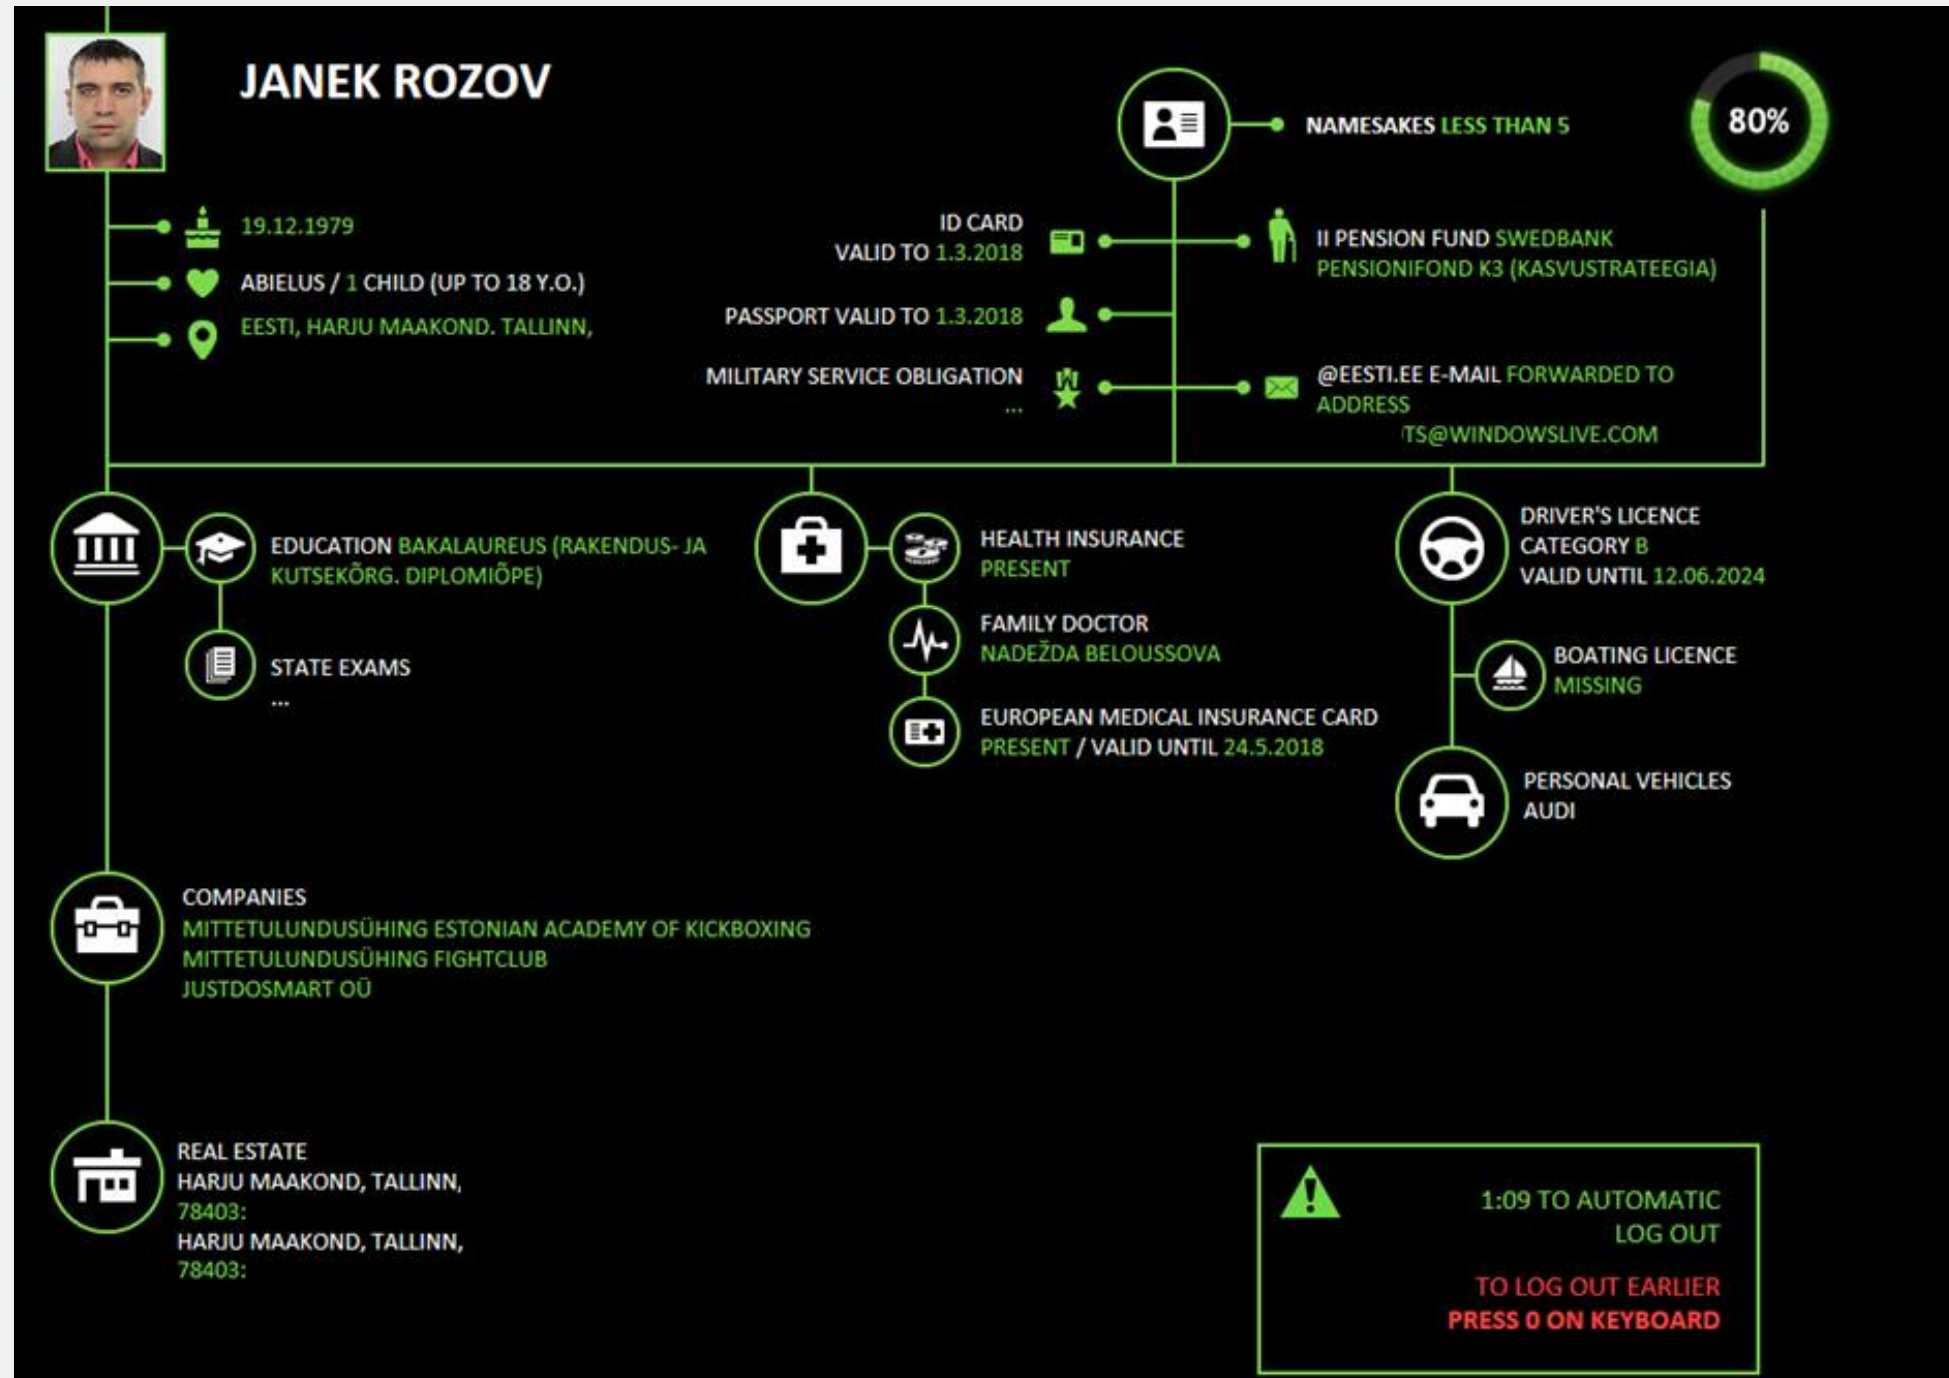 JANEK ROZOV
19.12.1979
ABIELUS / 1 CHILD (UP TO 18 Y.O.)
EESTI, HARJU MAAKOND. TALLINN,
NAMESAKES LESS THAN 5
80%
ID CARD
VALID TO 1.3.2018
PASSPORT VALID TO 1.3.2018
MILITARY SERVICE OBLIGATION
...
II PENSION FUND SWEDBANK
PENSIONIFOND K3 (KASVUSTRATEEGIA)
@EESTI.EE E-MAIL FORWARDED TO
ADDRESS
TS@WINDOWSLIVE.COM
EDUCATION BAKALAUREUS (RAKENDUS- JA
KUTSEKÕRG. DIPLOMIÕPE)
STATE EXAMS
...
HEALTH INSURANCE
PRESENT
FAMILY DOCTOR
NADEŽDA BELOUSSOVA
EUROPEAN MEDICAL INSURANCE CARD
PRESENT / VALID UNTIL 24.5.2018
DRIVER'S LICENCE
CATEGORY B
VALID UNTIL 12.06.2024
BOATING LICENCE
MISSING
PERSONAL VEHICLES
AUDI
COMPANIES
MITTETULUNDUSÜHING ESTONIAN ACADEMY OF KICKBOXING
MITTETULUNDUSÜHING FIGHTCLUB
JUSTDOSMART OÜ
REAL ESTATE
HARJU MAAKOND, TALLINN,
78403:
HARJU MAAKOND, TALLINN,
78403:
1:09 TO AUTOMATIC
LOG OUT
TO LOG OUT EARLIER
PRESS 0 ON KEYBOARD